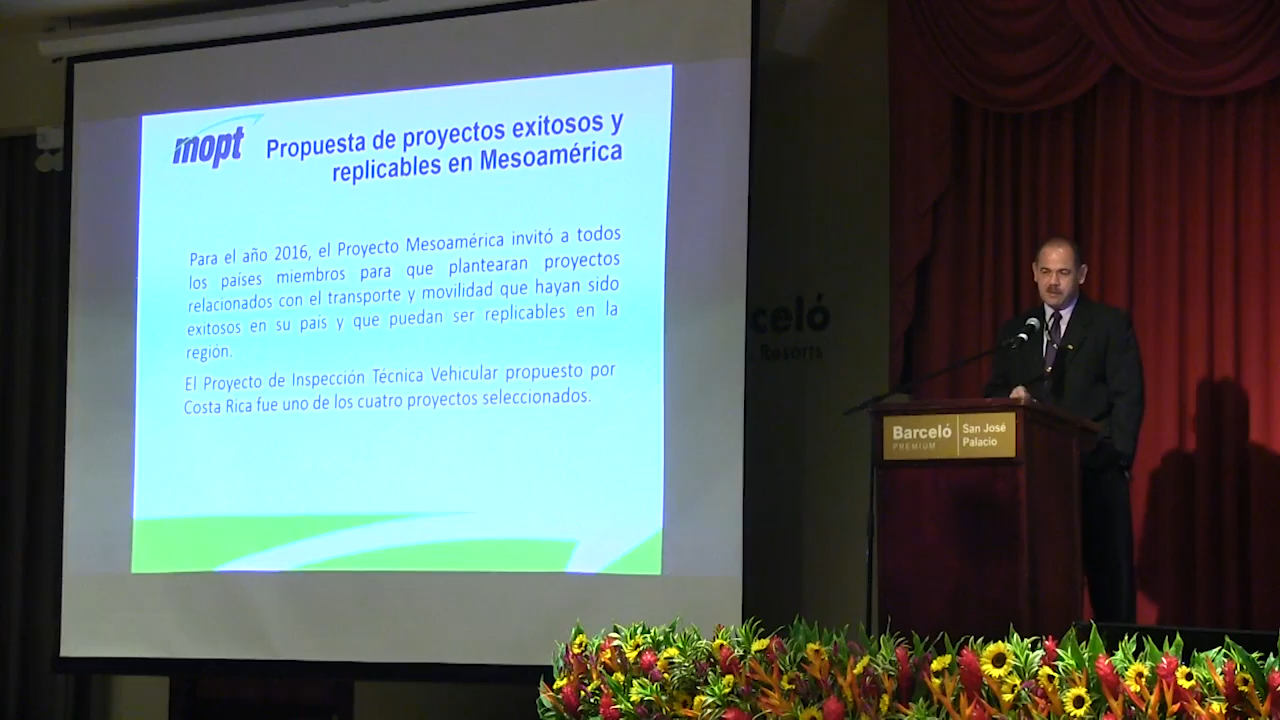 mopt
Propuesta de proyectos exitosos y
replicables en Mesoamérica
Para el año 2016, el Proyecto Mesoamérica invitó a todos
los países miembros para que plantearan proyectos
relacionados con el transporte y movilidad que hayan sido
exitosos en su país y que puedan ser replicables en la
región.
El Proyecto de Inspección Técnica Vehicular propuesto por
Costa Rica fue uno de los cuatro proyectos seleccionados.
celó
Resorts
Barceló
PREMIUM
San José
Palacio